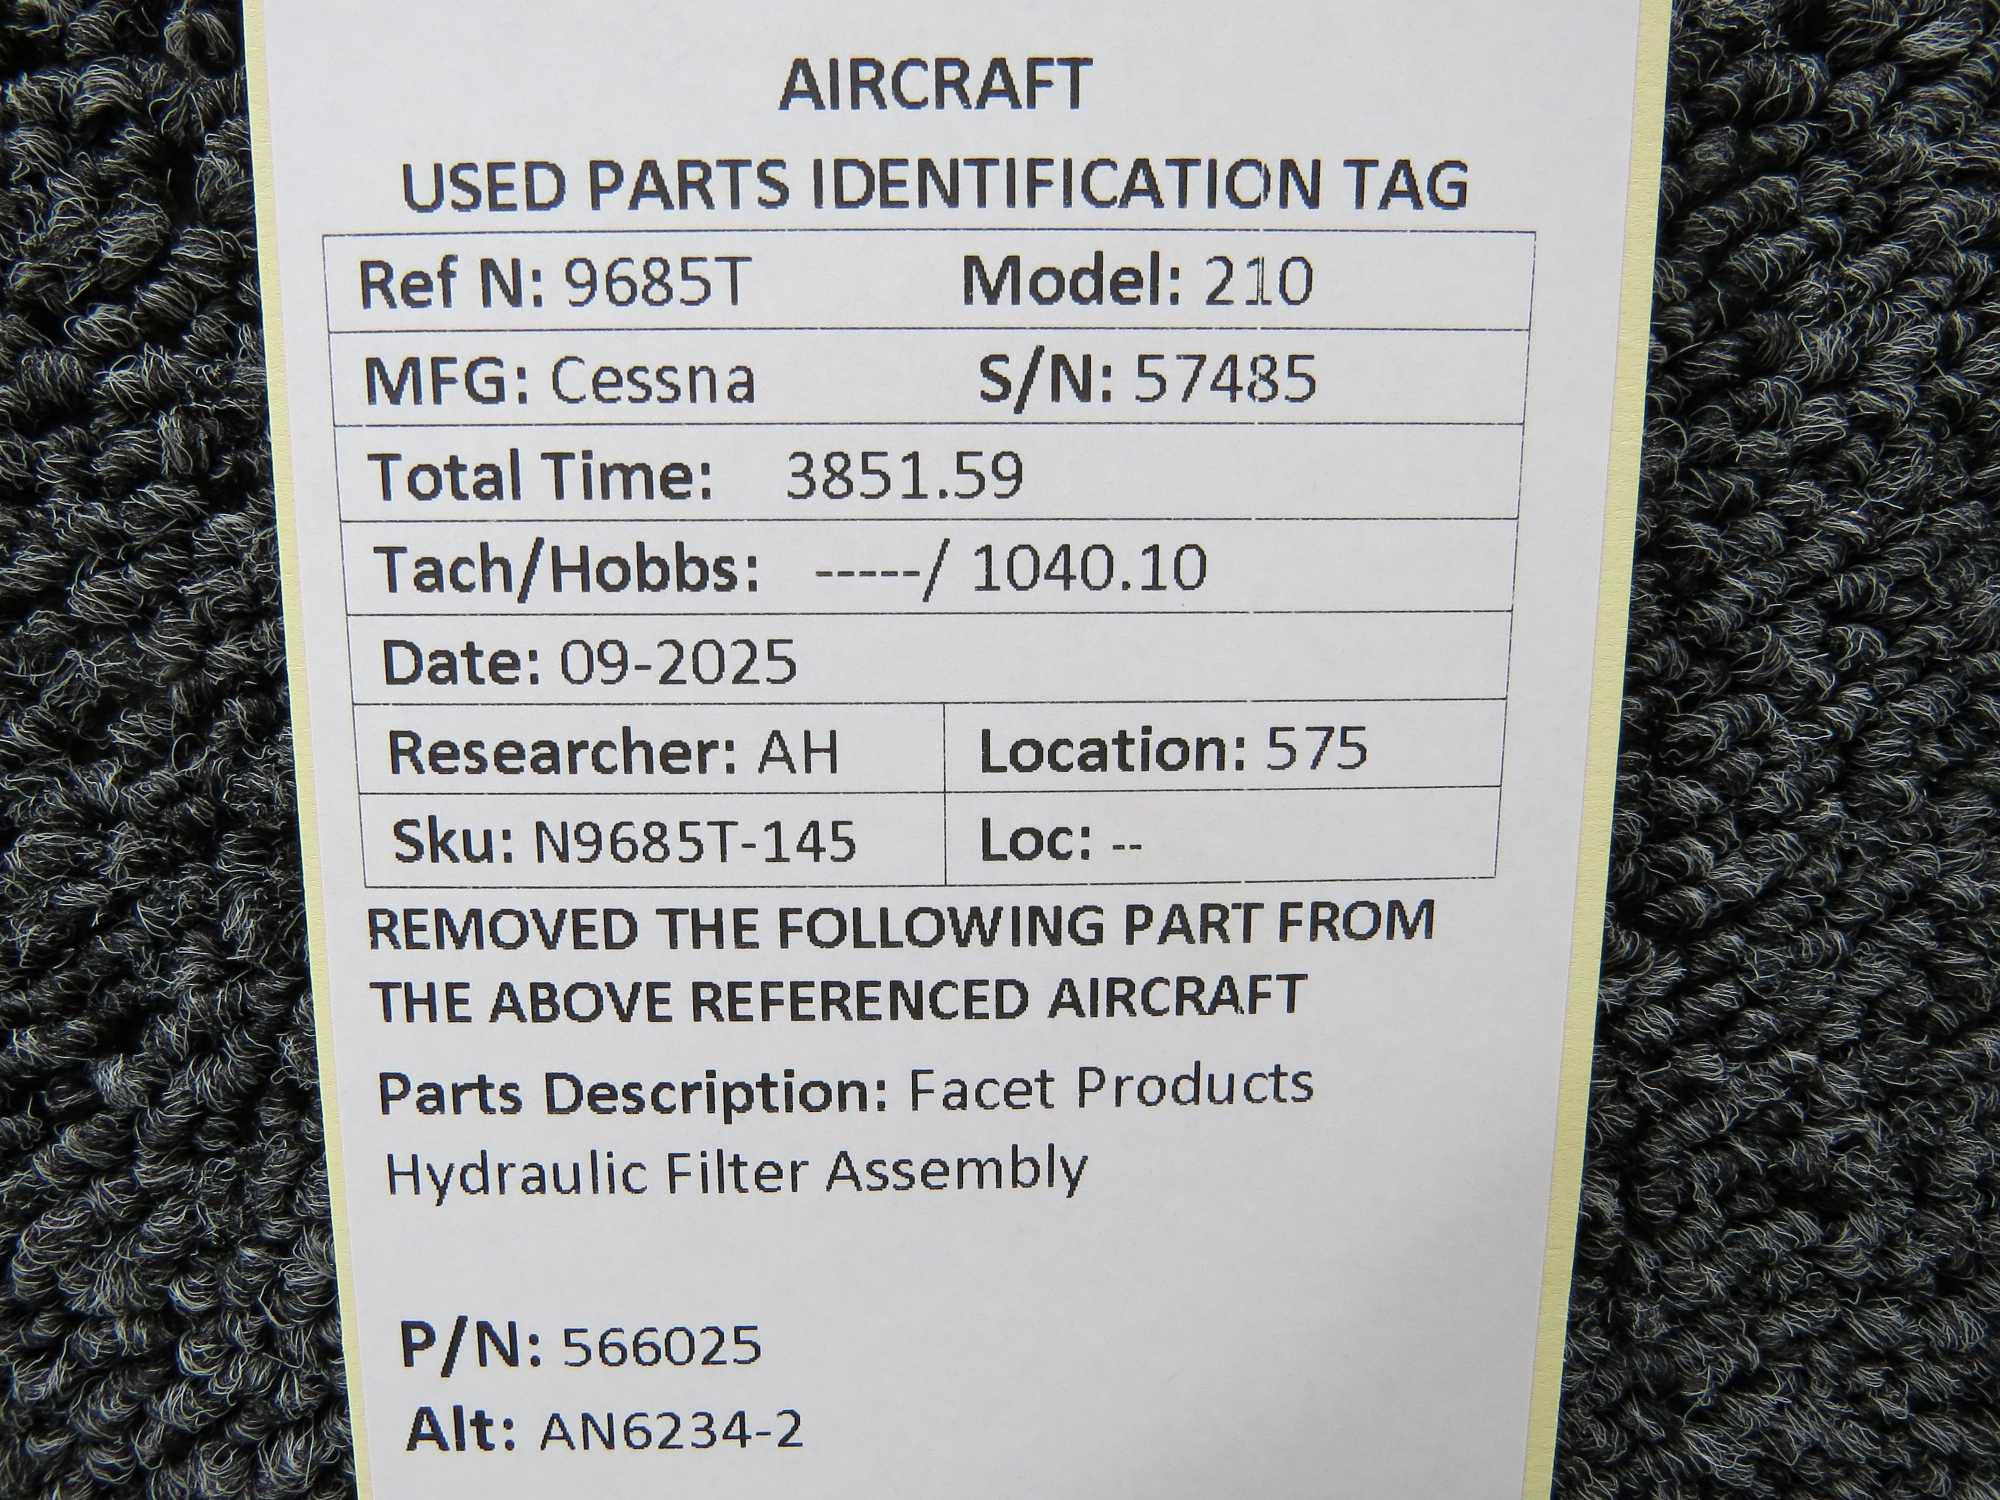 AIRCRAFT
USED PARTS IDENTIFICATION TAG
Ref N: 9685T Model: 210
MFG: Cessna S/N: 57485
Total Time: 3851.59
Tach/Hobbs: -----/ 1040.10
Date: 09-2025
Researcher: AH Location: 575
Sku: N9685T-145 Loc: --
REMOVED THE FOLLOWING PART FROM
THE ABOVE REFERENCED AIRCRAFT
Parts Description: Facet Products
Hydraulic Filter Assembly
P/N: 566025
Alt: AN6234-2